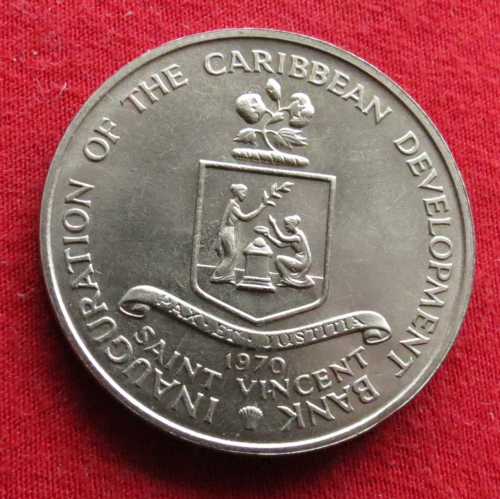 INAUGURATION OF THE CARIBBEAN DEVELOPMENT BANK
PAX·ET·JUSTITIA
1970
SAINT VINCENT